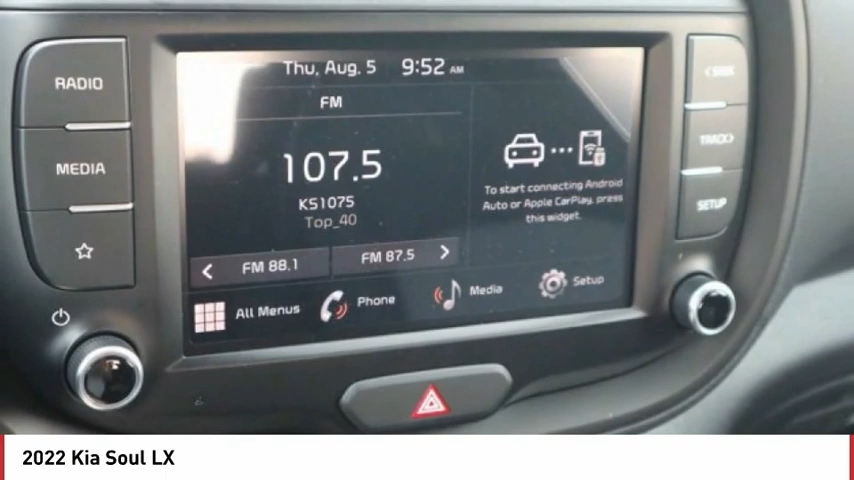 RADIO
MEDIA
Thu, Aug. 5 9:52 AM
FM
107.5
KS1075
Top_40
To start connecting Android
Auto or Apple CarPlay, press
this widget.
< FM 88.1
FM 87.5 >
All Menus
Phone
Media
Setup
< SEEK
TRACK >
SETUP
2022 Kia Soul LX